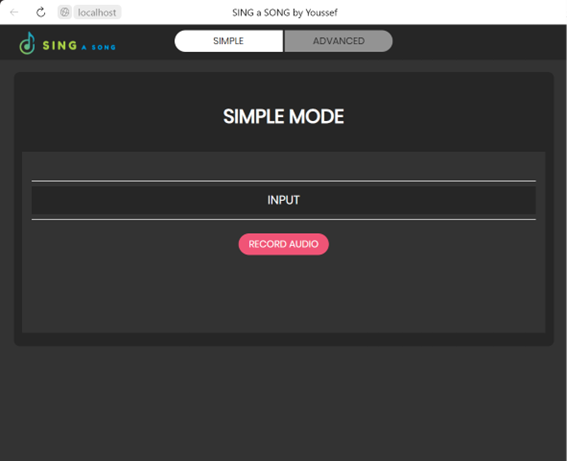 localhost
SING a SONG by Youssef
SING A SONG
SIMPLE
ADVANCED
SIMPLE MODE
INPUT
RECORD AUDIO